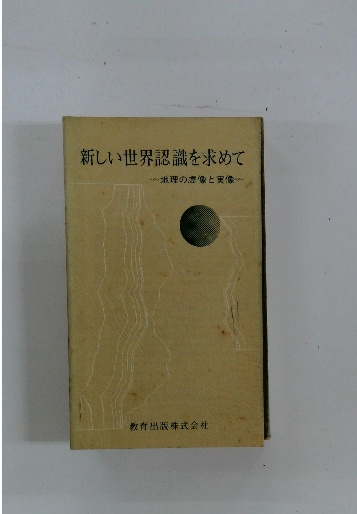 新しい世界認識を求めて
〜地理の虚像と実像〜
教育出版株式会社